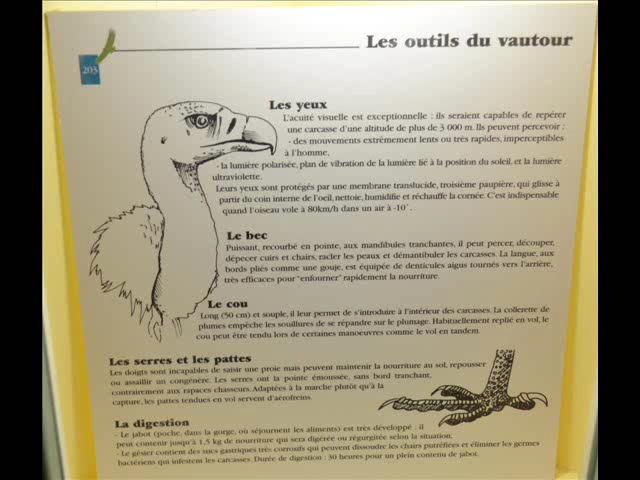 Les outils du vautour
203
Les yeux
L'acuité visuelle est exceptionnelle : ils seraient capables de repérer
une carcasse d'une altitude de plus de 3 000 m. Ils peuvent percevoir :
- des mouvements extrêmement lents ou très rapides, imperceptibles
à l'homme,
- la lumière polarisée, plan de vibration de la lumière lié à la position du soleil, et la lumière
ultraviolette.
Leurs yeux sont protégés par une membrane translucide, troisième paupière, qui glisse à
partir du coin interne de l'oeil, nettoie, humidifie et réchauffe la cornée. C'est indispensable
quand l'oiseau vole à 80km/h dans un air à -10°.
Le bec
Puissant, recourbé en pointe, aux mandibules tranchantes, il peut percer, découper,
dépecer cuirs et chairs, racler les peaux et démantibuler les carcasses. La langue, aux
bords pliés comme une gouje, est équipée de denticules aigus tournés vers l'arrière,
très efficaces pour "enfourner" rapidement la nourriture.
Le cou
Long (50 cm) et souple, il leur permet de s'introduire à l'intérieur des carcasses. La collerette de
plumes empêche les souillures de se répandre sur le plumage. Habituellement replié en vol, le
cou peut être tendu lors de certaines manoeuvres comme le vol en tandem.
Les serres et les pattes
Les doigts sont incapables de saisir une proie mais peuvent maintenir la nourriture au sol, repousser
ou assaillir un congénère. Les serres ont la pointe émoussée, sans bord tranchant,
contrairement aux rapaces chasseurs. Adaptées à la marche plutôt qu'à la
capture, les pattes tendues en vol servent d'aérofreins.
La digestion
- Le jabot (poche, dans la gorge, où séjournent les aliments) est très développé : il
peut contenir jusqu'à 1,5 kg de nourriture qui sera digérée ou régurgitée selon la situation.
- Le gésier contient des sucs gastriques très corrosifs qui peuvent dissoudre les chairs putréfiées et éliminer les germes
bactériens qui infestent les carcasses. Durée de digestion : 30 heures pour un plein contenu de jabot.